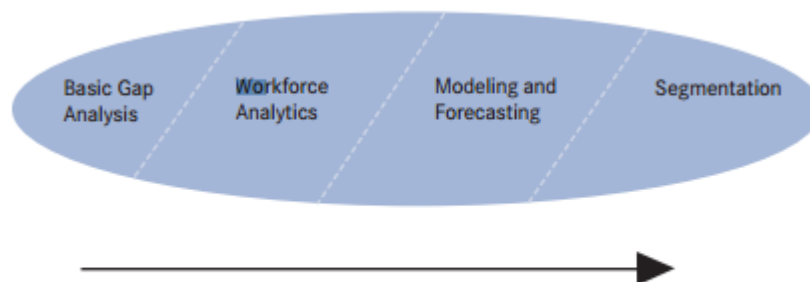 Basic Gap
Analysis
Workforce
Analytics
Modeling and
Forecasting
Segmentation